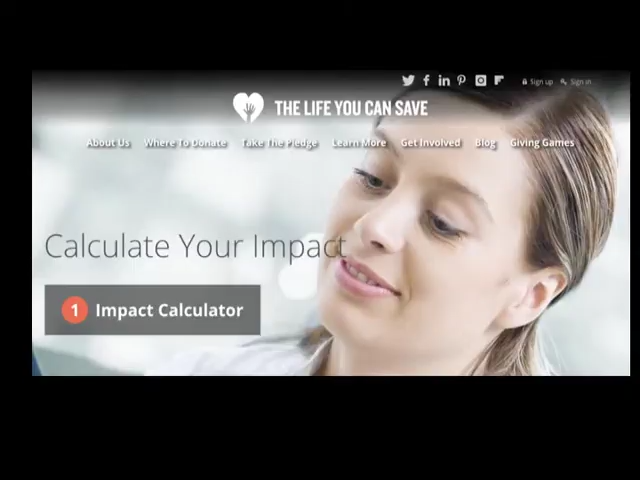 Sign up Sign in
THE LIFE YOU CAN SAVE
About Us Where To Donate Take The Pledge Learn More Get Involved Blog Giving Games
Calculate Your Impact
1 Impact Calculator